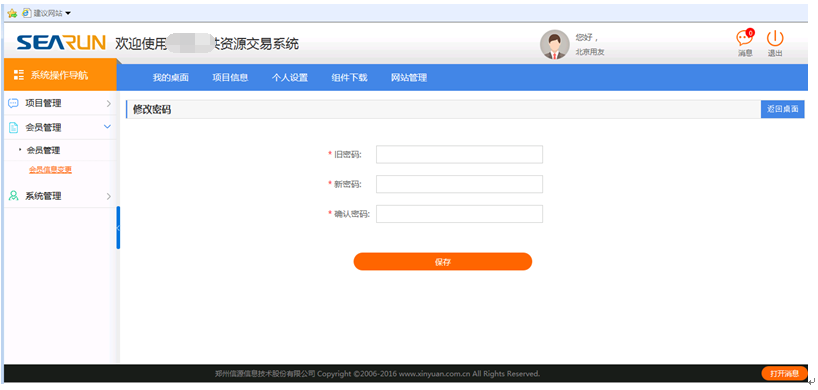 建议网站
SEARUN 欢迎使用 资源交易系统
您好，
北京用友
0
消息 退出
系统操作导航
我的桌面 项目信息 个人设置 组件下载 网站管理
项目管理
会员管理
会员管理
会员信息变更
系统管理
修改密码 返回桌面
* 旧密码:
* 新密码:
* 确认密码:
保存
郑州信源信息技术股份有限公司 Copyright ©2006-2016 www.xinyuan.com.cn All Rights Reserved.
打开消息